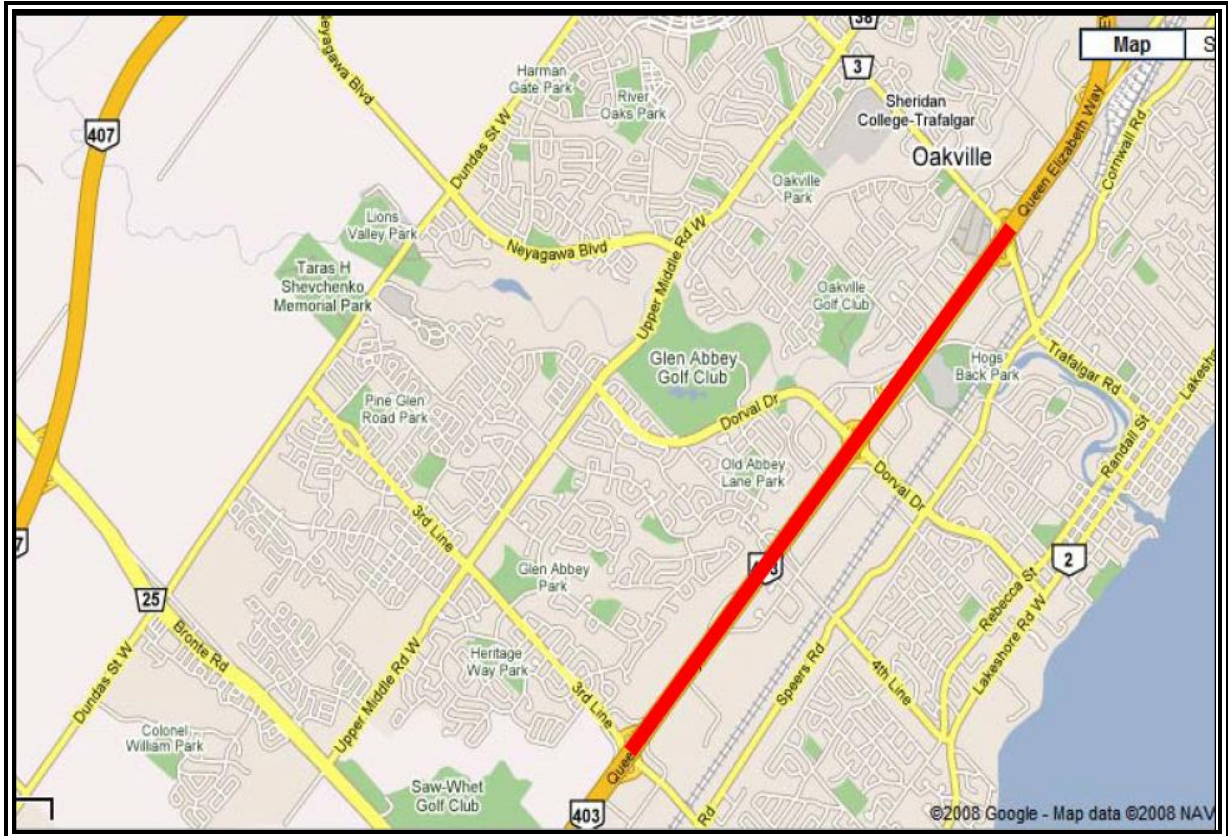 Neyagawa Blvd
38
Map
S
407
3
Harman
Gate Park
River
Oaks Park
Sheridan
College-Trafalgar
Oakville
Queen Elizabeth Way
Cornwall Rd
Dundas St W
Lions
Valley Park
Oakville
Park
Neyagawa Blvd
Upper Middle Rd W
Taras H
Shevchenko
Memorial Park
Oakville
Golf Club
Glen Abbey
Golf Club
Hogs
Back Park
Trafalgar Rd
Lakesho
Pine Glen
Road Park
Dorval Dr
Randall St
Old Abbey
Lane Park
Dorval Dr
3rd Line
7
2
Glen Abbey
Park
25
Rebecca St
Bronte Rd
Lakeshore Rd W
Heritage
Way Park
Speers Rd
4th Line
Dundas St W
Upper Middle Rd W
3rd Line
Colonel
William Park
Queen
Saw-Whet
Golf Club
403
Rd
©2008 Google - Map data ©2008 NAV